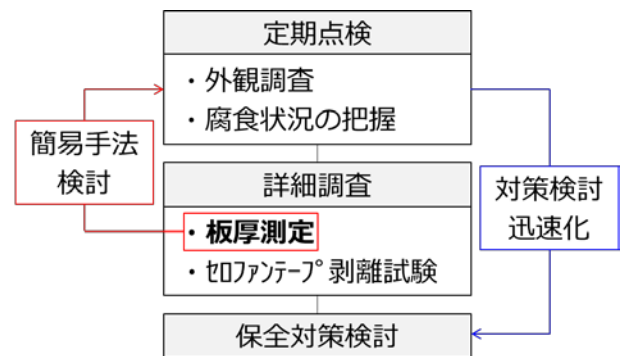 定期点検
・外観調査
・腐食状況の把握
簡易手法
検討
詳細調査
・板厚測定
・ｾﾛﾌｧﾝﾃｰﾌﾟ剥離試験
対策検討
迅速化
保全対策検討